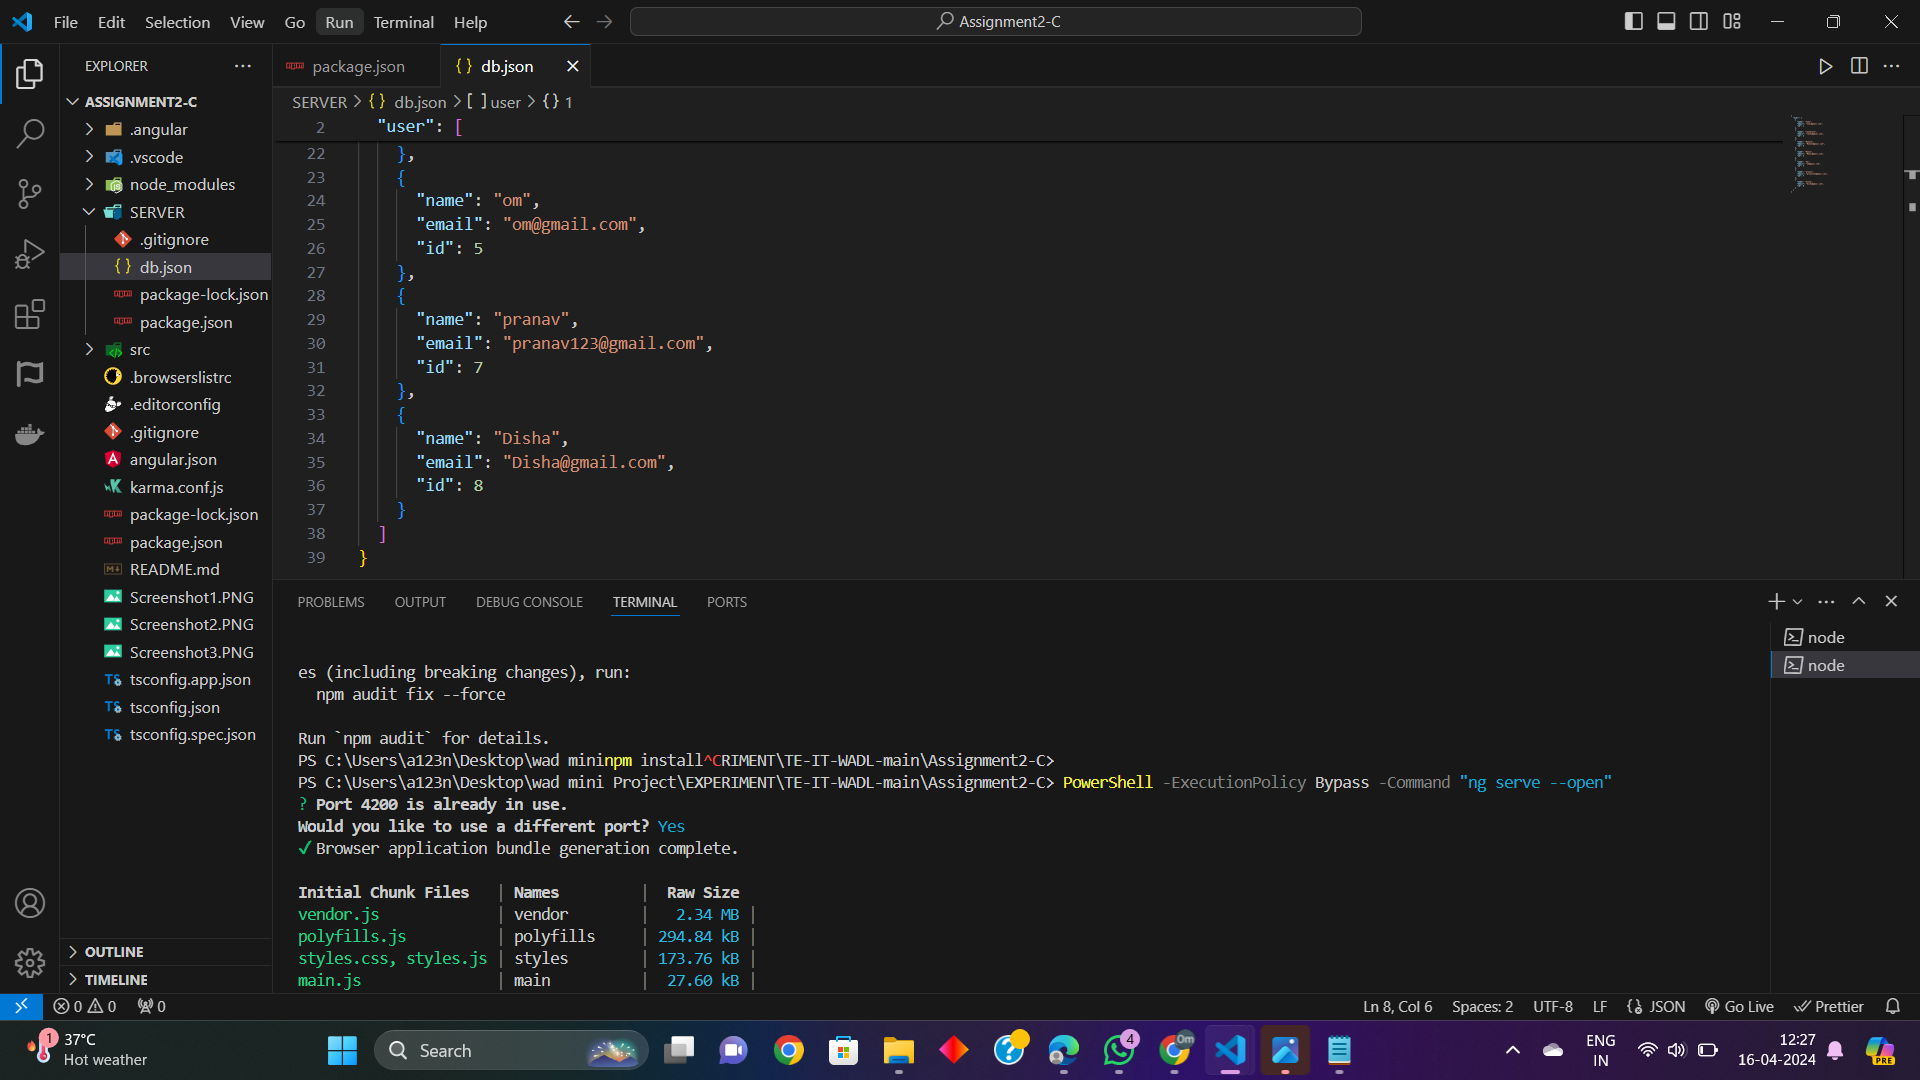 File Edit Selection View Go Run Terminal Help
Assignment2-C
EXPLORER
ASSIGNMENT2-C
.angular
.vscode
node_modules
SERVER
.gitignore
db.json
package-lock.json
package.json
src
.browserslistrc
.editorconfig
.gitignore
angular.json
karma.conf.js
package-lock.json
package.json
README.md
Screenshot1.PNG
Screenshot2.PNG
Screenshot3.PNG
tsconfig.app.json
tsconfig.json
tsconfig.spec.json
OUTLINE
TIMELINE
package.json
{ } db.json
SERVER > { } db.json > [ ] user > { } 1
2 "user": [
22 },
23 {
24 "name": "om",
25 "email": "om@gmail.com",
26 "id": 5
27 },
28 {
29 "name": "pranav",
30 "email": "pranav123@gmail.com",
31 "id": 7
32 },
33 {
34 "name": "Disha",
35 "email": "Disha@gmail.com",
36 "id": 8
37 }
38 ]
39 }
PROBLEMS OUTPUT DEBUG CONSOLE TERMINAL PORTS
node
node
es (including breaking changes), run:
npm audit fix --force
Run `npm audit` for details.
PS C:\Users\a123n\Desktop\wad mininpm install^CRIMENT\TE-IT-WADL-main\Assignment2-C>
PS C:\Users\a123n\Desktop\wad mini Project\EXPERIMENT\TE-IT-WADL-main\Assignment2-C> PowerShell -ExecutionPolicy Bypass -Command "ng serve --open"
? Port 4200 is already in use.
Would you like to use a different port? Yes
✓ Browser application bundle generation complete.
Initial Chunk Files | Names | Raw Size
vendor.js | vendor | 2.34 MB |
polyfills.js | polyfills | 294.84 kB |
styles.css, styles.js | styles | 173.76 kB |
main.js | main | 27.60 kB |
0 0 0
Ln 8, Col 6 Spaces: 2 UTF-8 LF { } JSON Go Live Prettier
1 37°C
Hot weather
Search
4
Om
ENG
IN
12:27
16-04-2024
PRE